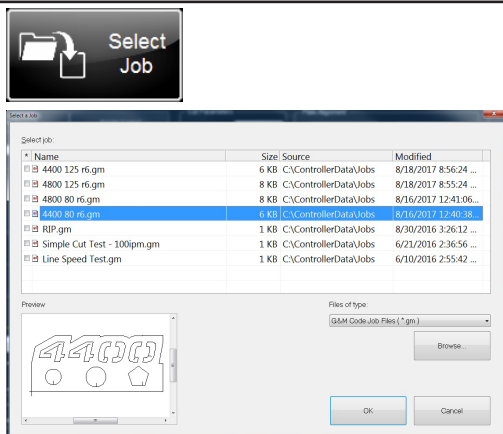 Select
Job
Select a Job
Select job:
* Name Size Source Modified
4400 125 r6.gm 6 KB C:\ControllerData\Jobs 8/18/2017 8:56:24 ...
4800 125 r6.gm 8 KB C:\ControllerData\Jobs 8/18/2017 8:55:24 ...
4800 80 r6.gm 8 KB C:\ControllerData\Jobs 8/16/2017 12:41:06...
4400 80 r6.gm 6 KB C:\ControllerData\Jobs 8/16/2017 12:40:38...
RIP.gm 1 KB C:\ControllerData\Jobs 8/30/2016 3:26:12 ...
Simple Cut Test - 100ipm.gm 1 KB C:\ControllerData\Jobs 6/21/2016 2:36:56 ...
Line Speed Test.gm 1 KB C:\ControllerData\Jobs 6/10/2016 2:55:42 ...
Preview Files of type:
G&M Code Job Files ( *.gm )
4400
Browse...
OK Cancel